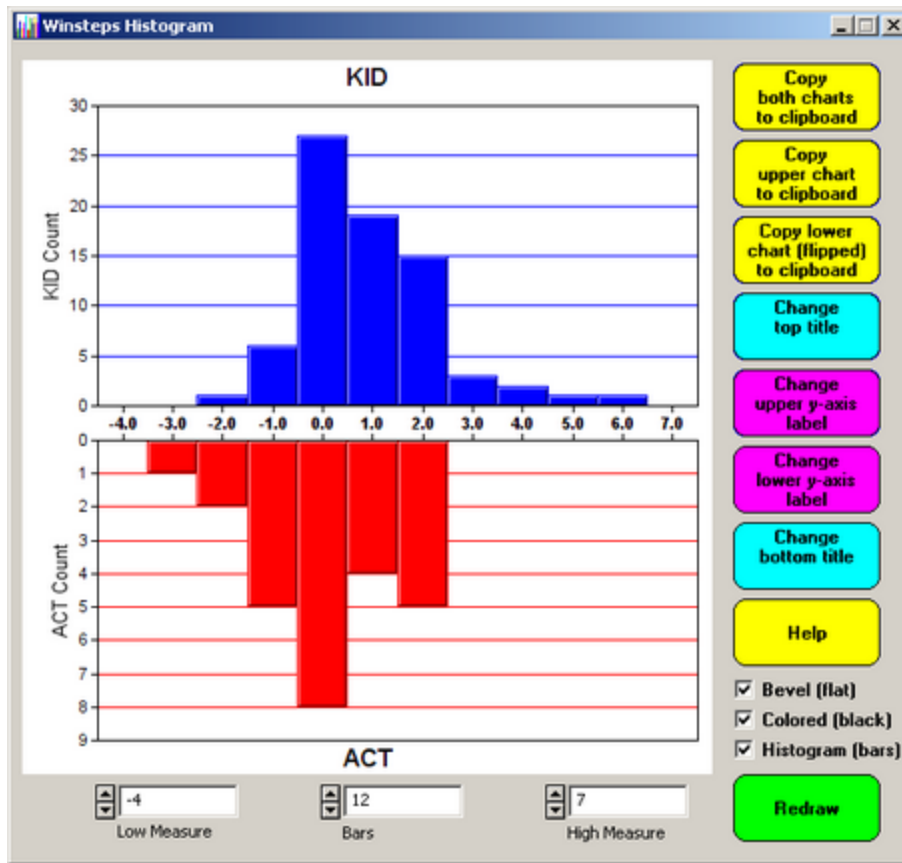 Winsteps Histogram
KID
KID Count
30
25
20
15
10
5
0
-4.0 -3.0 -2.0 -1.0 0.0 1.0 2.0 3.0 4.0 5.0 6.0 7.0
0
1
2
3
4
5
6
7
8
9
ACT Count
ACT
-4
Low Measure
12
Bars
7
High Measure
Copy
both charts
to clipboard
Copy
upper chart
to clipboard
Copy lower
chart (flipped)
to clipboard
Change
top title
Change
upper y-axis
label
Change
lower y-axis
label
Change
bottom title
Help
Bevel (flat)
Colored (black)
Histogram (bars)
Redraw